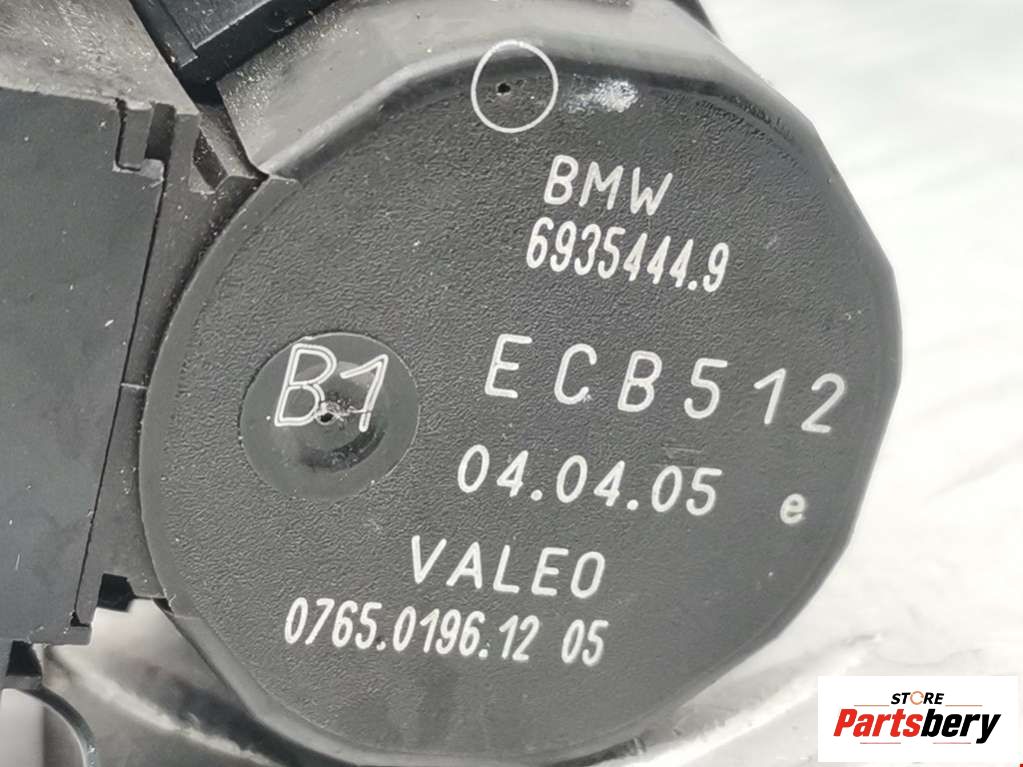 BMW
6935444.9
B1
ECB512
04.04.05 e
VALEO
0765.0196.12 05
STORE
Partsbery